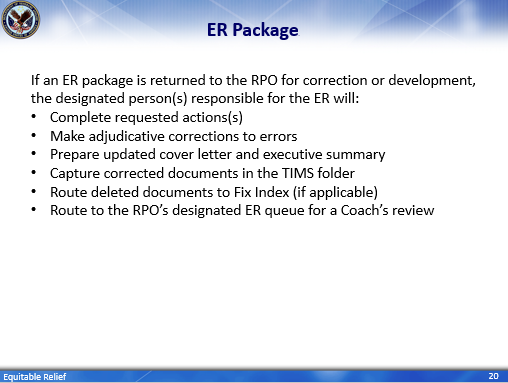 ER Package
If an ER package is returned to the RPO for correction or development,
the designated person(s) responsible for the ER will:
• Complete requested actions(s)
• Make adjudicative corrections to errors
• Prepare updated cover letter and executive summary
• Capture corrected documents in the TIMS folder
• Route deleted documents to Fix Index (if applicable)
• Route to the RPO’s designated ER queue for a Coach’s review
Equitable Relief
20